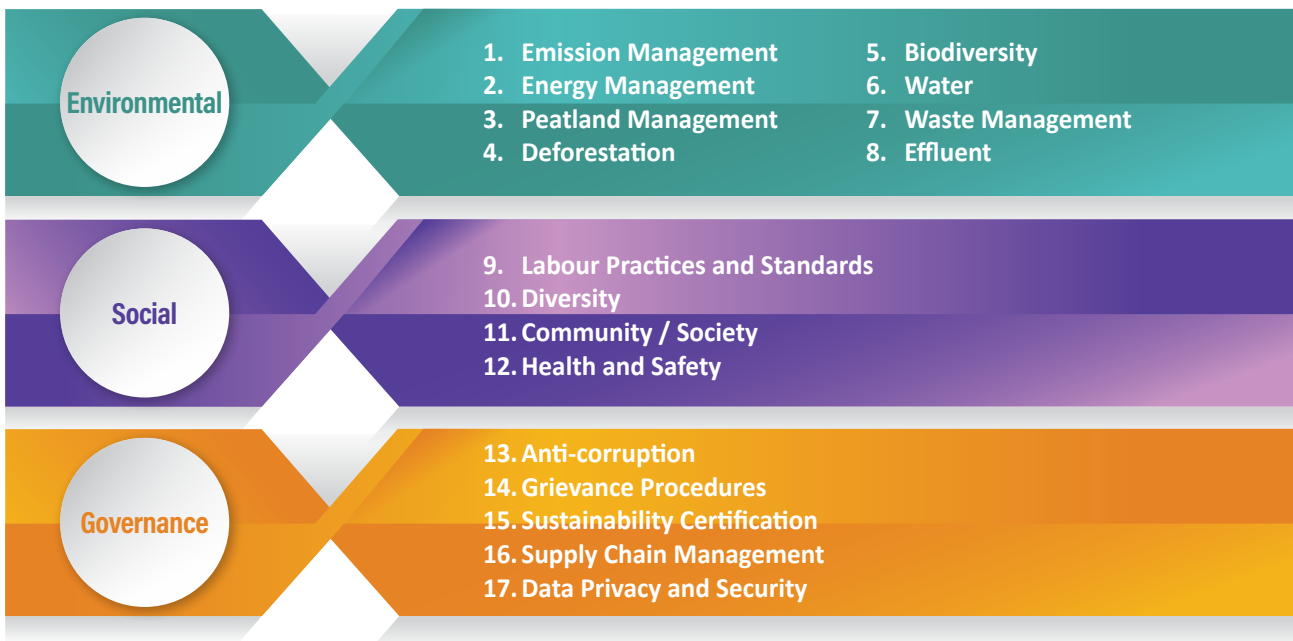 Environmental
1. Emission Management
2. Energy Management
3. Peatland Management
4. Deforestation
5. Biodiversity
6. Water
7. Waste Management
8. Effluent
Social
9. Labour Practices and Standards
10. Diversity
11. Community / Society
12. Health and Safety
Governance
13. Anti-corruption
14. Grievance Procedures
15. Sustainability Certification
16. Supply Chain Management
17. Data Privacy and Security